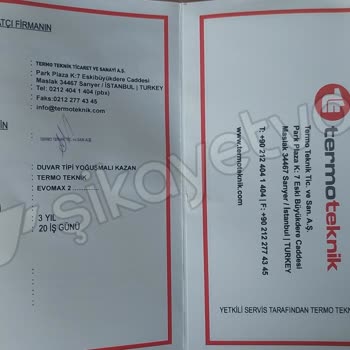 ATÇI FİRMANIN
: TERMO TEKNİK TİCARET VE SANAYİ A.Ş.
: Park Plaza K:7 Eskibüyükdere Caddesi
Maslak 34467 Sarıyer / İSTANBUL | TURKEY
: Tel: 0212 404 1 404 (pbx)
: Faks:0212 277 43 45
: info@termoteknik.com
: DUVAR TİPİ YOĞUŞMALI KAZAN
: TERMO TEKNİK
: EVOMAX 2
: 3 YIL
: 20 İŞ GÜNÜ
termoteknik
Termo Teknik Tic. ve San. A.Ş.
Park Plaza K: 7 Eski Büyükdere Caddesi
Maslak 34467 Sarıyer / İstanbul | TURKEY
T: +90 212 404 1 404 | F: +90 212 277 43 45
www.termoteknik.com
YETKİLİ SERVİS TARAFINDAN TERMO TEKN
şikayetva